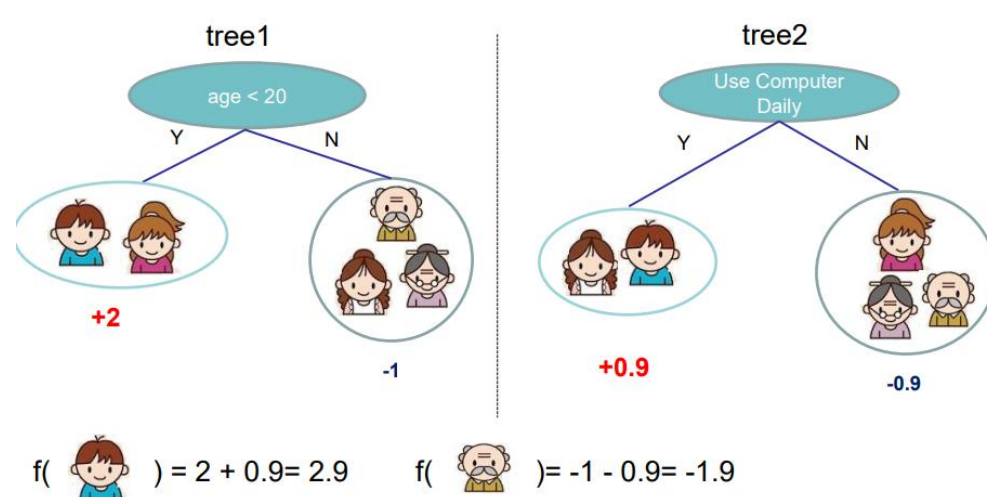 tree1
age < 20
Y
N
+2
-1
tree2
Use Computer
Daily
Y
N
+0.9
-0.9
f( ) = 2 + 0.9= 2.9
f( )= -1 - 0.9= -1.9